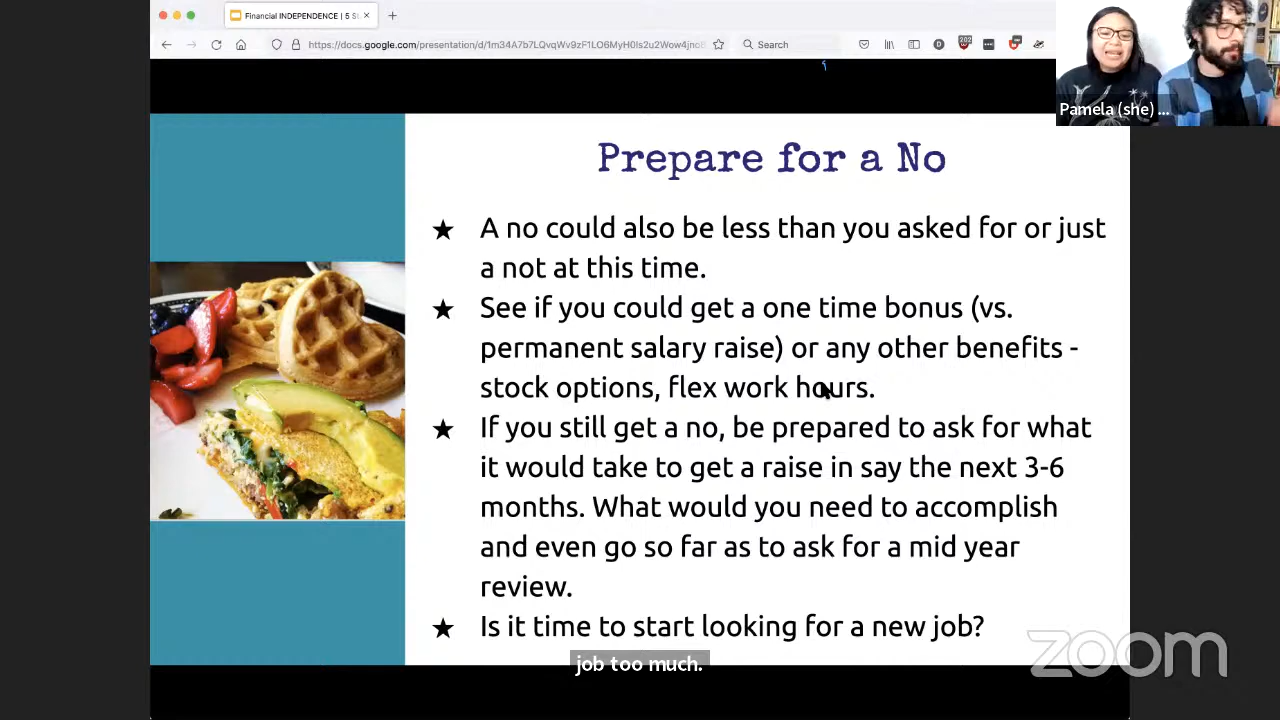 Financial INDEPENDENCE | 5 St
https://docs.google.com/presentation/d/1m34A7b7LQvqWv9zF1LO6MyH0Is2u2Wow4jno
Search
202
Pamela (she) ...
Prepare for a No
★ A no could also be less than you asked for or just
a not at this time.
★ See if you could get a one time bonus (vs.
permanent salary raise) or any other benefits -
stock options, flex work hours.
★ If you still get a no, be prepared to ask for what
it would take to get a raise in say the next 3-6
months. What would you need to accomplish
and even go so far as to ask for a mid year
review.
★ Is it time to start looking for a new job?
job too much.
zoom